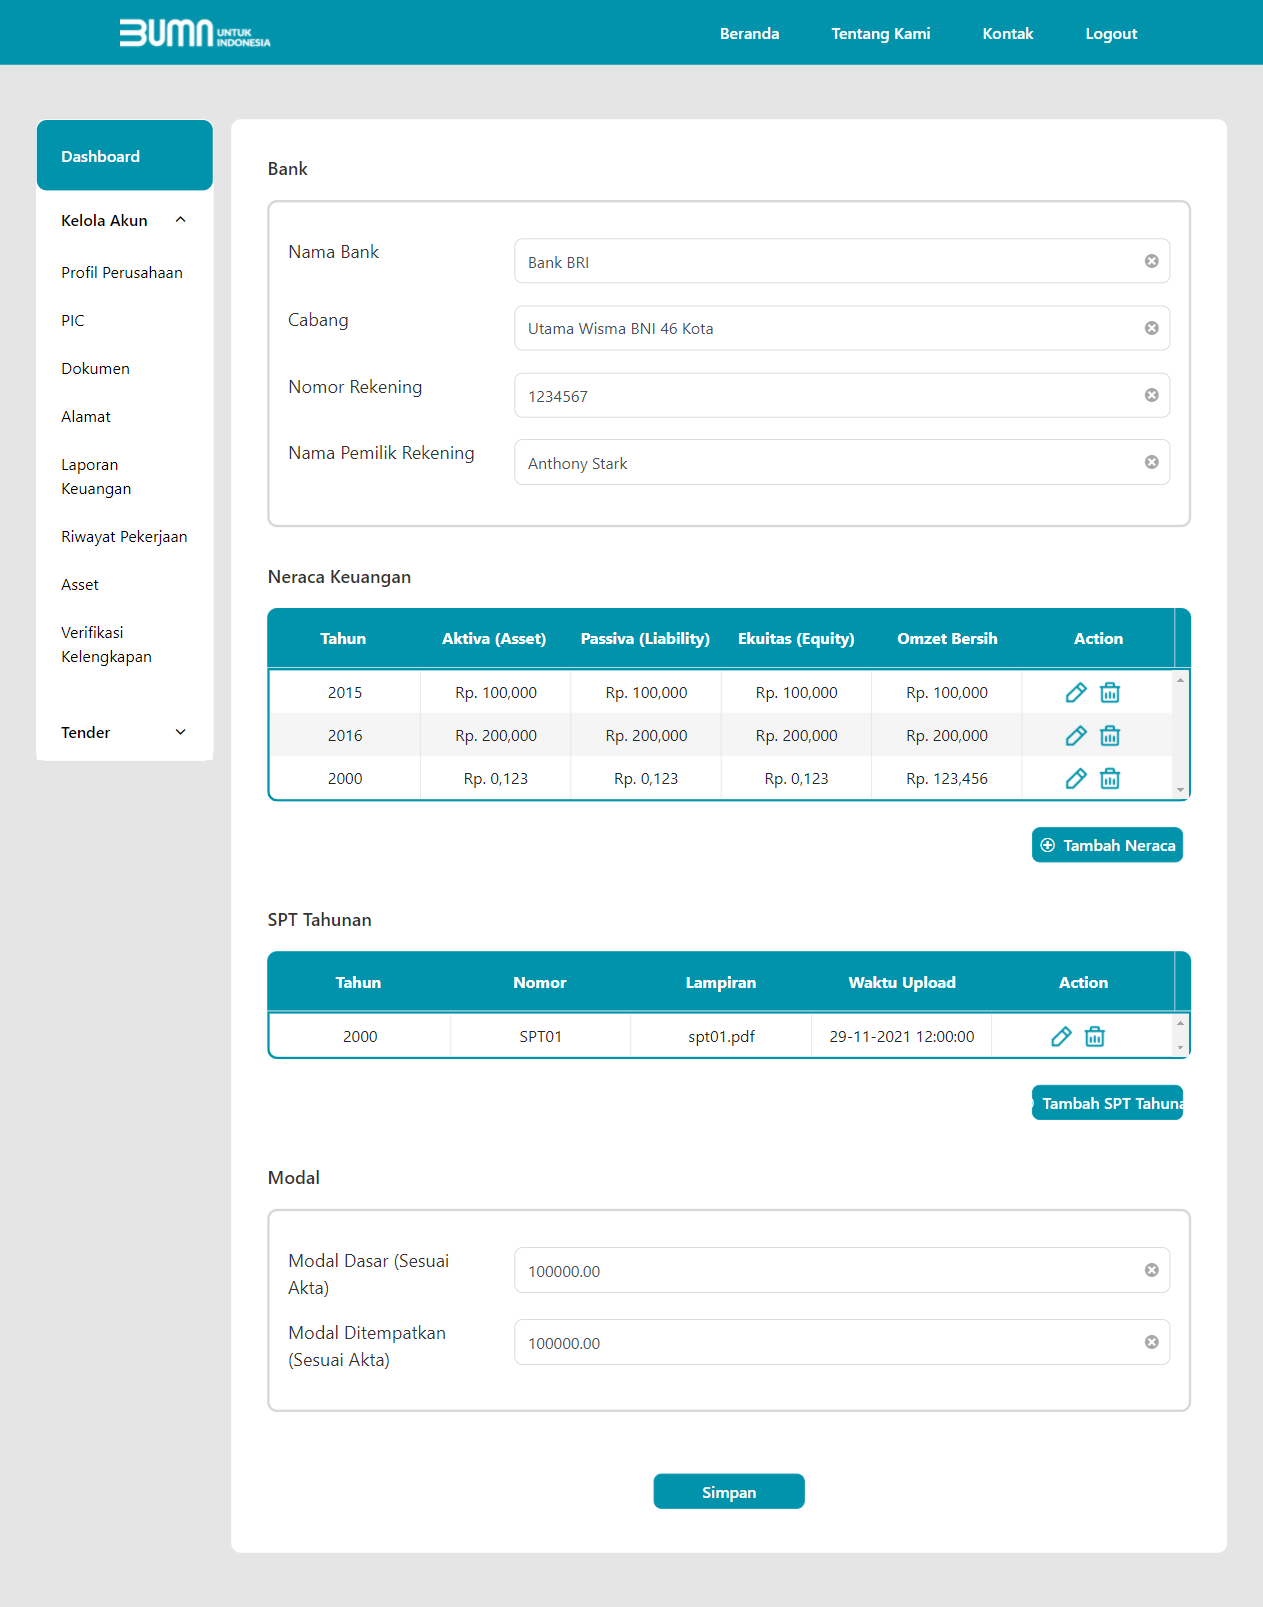 BUMN UNTUK INDONESIA
Beranda Tentang Kami Kontak Logout
Dashboard
Kelola Akun
Profil Perusahaan
PIC
Dokumen
Alamat
Laporan
Keuangan
Riwayat Pekerjaan
Asset
Verifikasi
Kelengkapan
Tender
Bank
Nama Bank Bank BRI
Cabang Utama Wisma BNI 46 Kota
Nomor Rekening 1234567
Nama Pemilik Rekening Anthony Stark
Neraca Keuangan
Tahun Aktiva (Asset) Passiva (Liability) Ekuitas (Equity) Omzet Bersih Action
2015 Rp. 100,000 Rp. 100,000 Rp. 100,000 Rp. 100,000
2016 Rp. 200,000 Rp. 200,000 Rp. 200,000 Rp. 200,000
2000 Rp. 0,123 Rp. 0,123 Rp. 0,123 Rp. 123,456
Tambah Neraca
SPT Tahunan
Tahun Nomor Lampiran Waktu Upload Action
2000 SPT01 spt01.pdf 29-11-2021 12:00:00
Tambah SPT Tahuna
Modal
Modal Dasar (Sesuai
Akta) 100000.00
Modal Ditempatkan
(Sesuai Akta) 100000.00
Simpan